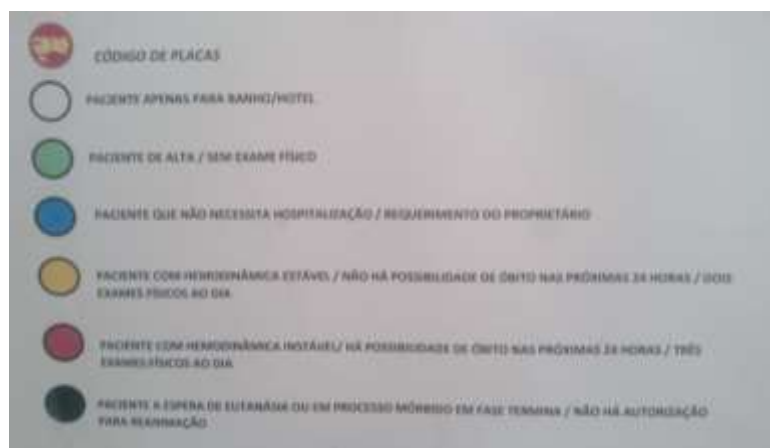 CÓDIGO DE PLACAS
PACIENTE APENAS PARA BANHO/HOTEL
PACIENTE DE ALTA / SEM EXAME FÍSICO
PACIENTE QUE NÃO NECESSITA HOSPITALIZAÇÃO / REQUERIMENTO DO PROPRIETÁRIO
PACIENTE COM HEMODINÂMICA ESTÁVEL / NÃO HÁ POSSIBILIDADE DE ÓBITO NAS PRÓXIMAS 24 HORAS / DOIS
EXAMES FÍSICOS AO DIA
PACIENTE COM HEMODINÂMICA INSTÁVEL/ HÁ POSSIBILIDADE DE ÓBITO NAS PRÓXIMAS 24 HORAS / TRÊS
EXAMES FÍSICOS AO DIA
PACIENTE A ESPERA DE EUTANÁSIA OU EM PROCESSO MÓRBIDO EM FASE TERMINA / NÃO HÁ AUTORIZAÇÃO
PARA REANIMAÇÃO